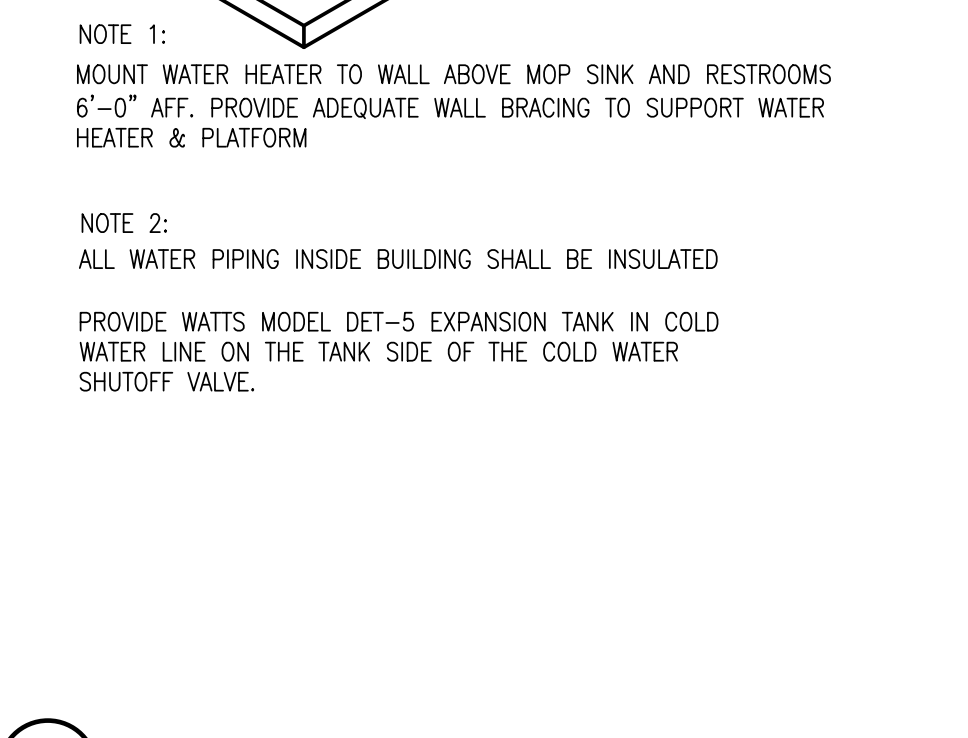 NOTE 1:
MOUNT WATER HEATER TO WALL ABOVE MOP SINK AND RESTROOMS
6'–0" AFF. PROVIDE ADEQUATE WALL BRACING TO SUPPORT WATER
HEATER & PLATFORM
NOTE 2:
ALL WATER PIPING INSIDE BUILDING SHALL BE INSULATED
PROVIDE WATTS MODEL DET–5 EXPANSION TANK IN COLD
WATER LINE ON THE TANK SIDE OF THE COLD WATER
SHUTOFF VALVE.